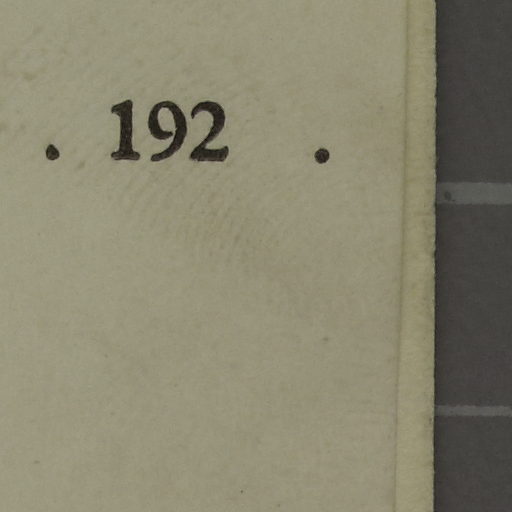 . 192 .